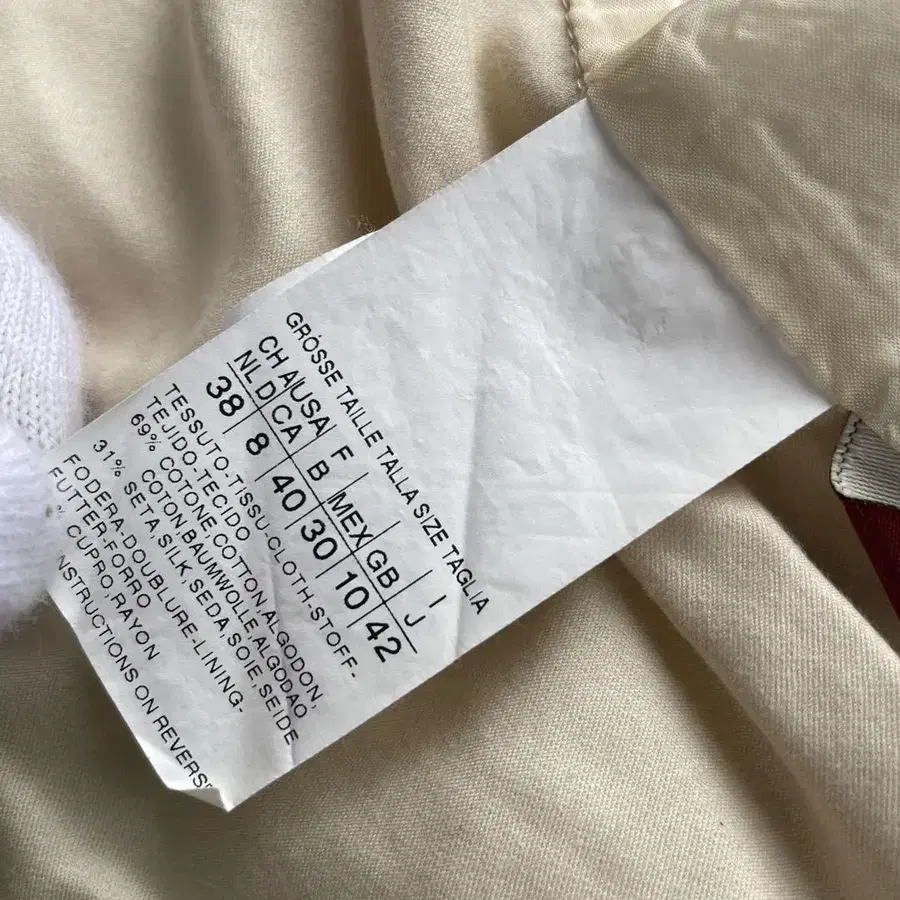 GRÖSSE TAILLE TALLA SIZE TAGLIA
CH A USA F I
NL D CA B MEX GB J
38 8 40 30 10 42
TESSUTO-TISSU-CLOTH-STOFF-
TEJIDO-TECIDO
69% COTONE COTTON, ALGODON,
COTON, BAUMWOLLE, ALGODAO
31% SETA SILK, SEDA, SOIE SEIDE
FODERA-DOUBLURE-LINING-
FUTTER-FORRO
% CUPRO, RAYON
NSTRUCTIONS ON REVERS